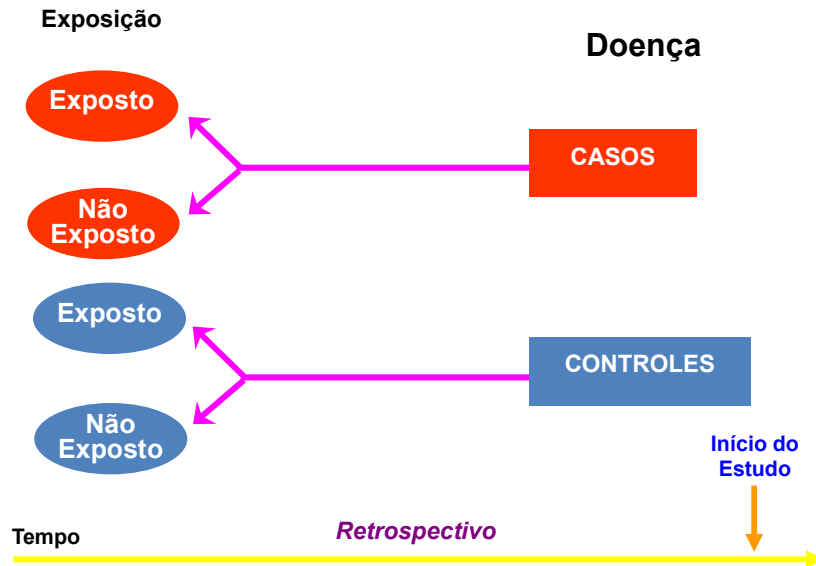 Exposição
Doença
Exposto
CASOS
Não
Exposto
Exposto
CONTROLES
Não
Exposto
Início do
Estudo
Tempo
Retrospectivo